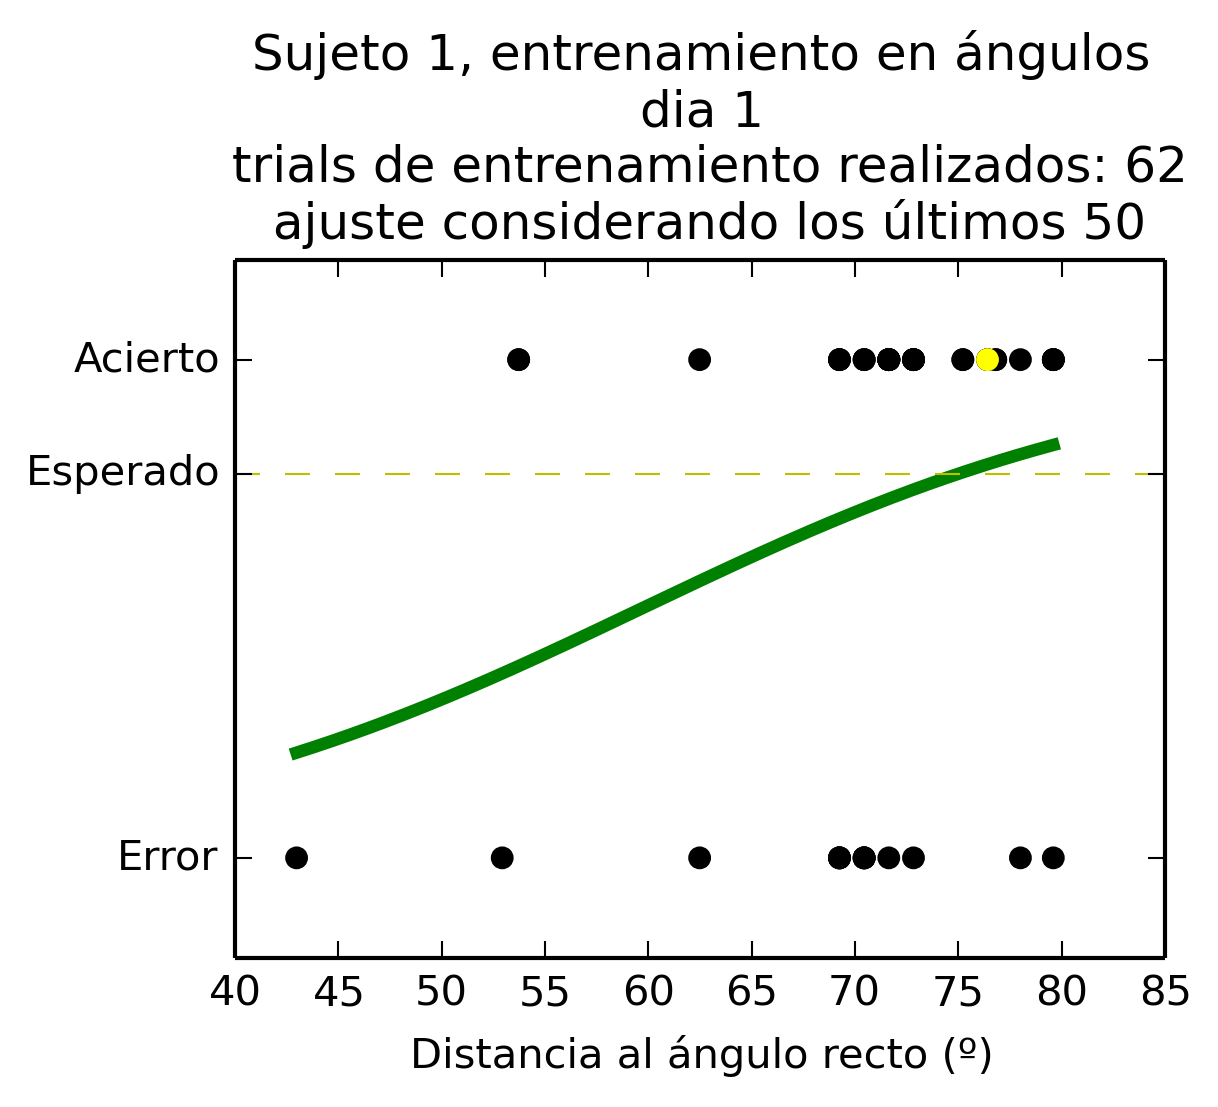 Sujeto 1, entrenamiento en ángulos
dia 1
trials de entrenamiento realizados: 62
ajuste considerando los últimos 50
Acierto
Esperado
Error
40 45 50 55 60 65 70 75 80 85
Distancia al ángulo recto (º)